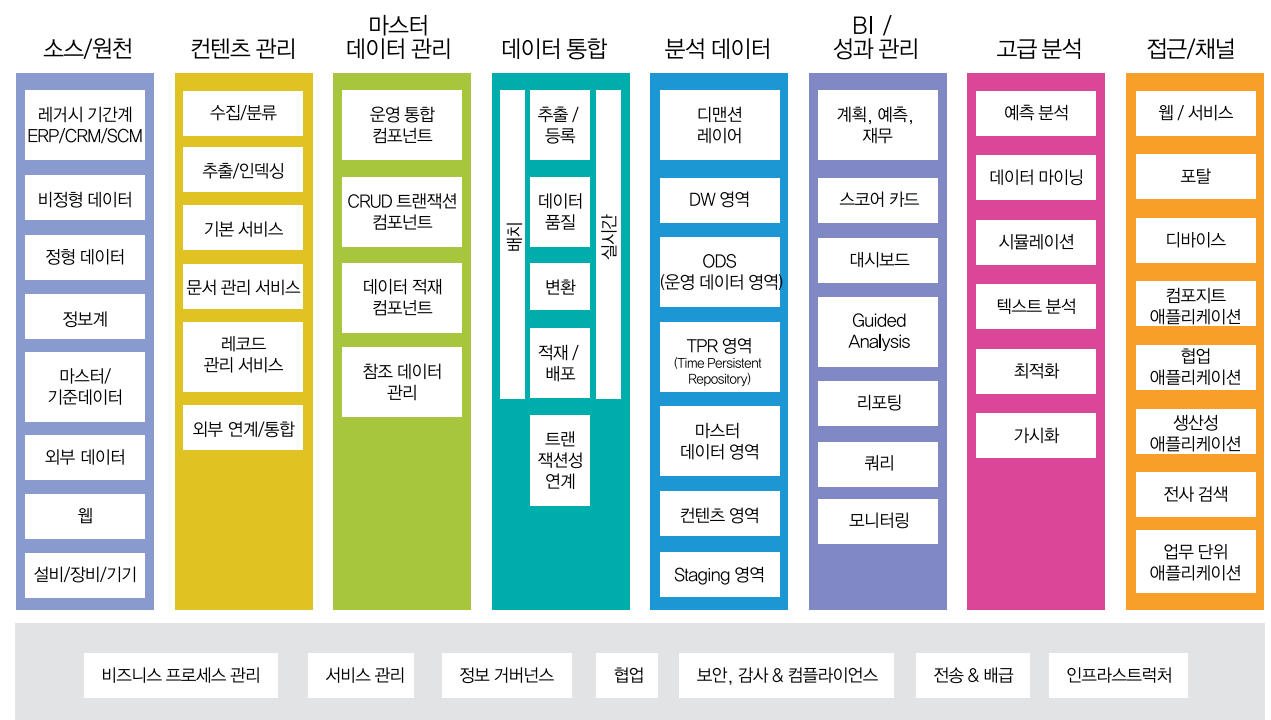 소스/원천
레거시 기간계
ERP/CRM/SCM
비정형 데이터
정형 데이터
정보계
마스터/
기준데이터
외부 데이터
웹
설비/장비/기기
컨텐츠 관리
수집/분류
추출/인덱싱
기본 서비스
문서 관리 서비스
레코드
관리 서비스
외부 연계/통합
마스터
데이터 관리
운영 통합
컴포넌트
CRUD 트랜잭션
컴포넌트
데이터 적재
컴포넌트
참조 데이터
관리
데이터 통합
배치
추출 /
등록
데이터
품질
변환
적재 /
배포
트랜
잭션성
연계
실시간
분석 데이터
디맨션
레이어
DW 영역
ODS
(운영 데이터 영역)
TPR 영역
(Time Persistent
Repository)
마스터
데이터 영역
컨텐츠 영역
Staging 영역
BI /
성과 관리
계획, 예측,
재무
스코어 카드
대시보드
Guided
Analysis
리포팅
쿼리
모니터링
고급 분석
예측 분석
데이터 마이닝
시뮬레이션
텍스트 분석
최적화
가시화
접근/채널
웹 / 서비스
포탈
디바이스
컴포지트
애플리케이션
협업
애플리케이션
생산성
애플리케이션
전사 검색
업무 단위
애플리케이션
비즈니스 프로세스 관리
서비스 관리
정보 거버넌스
협업
보안, 감사 & 컴플라이언스
전송 & 배급
인프라스트럭처